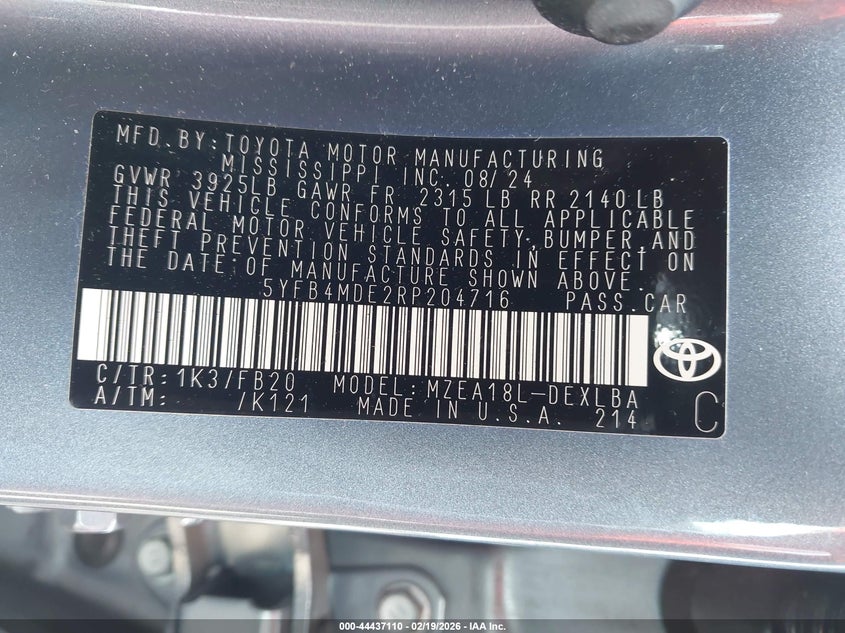 MFD.BY:TOYOTA MOTOR MANUFACTURING
MISSISSIPPI INC. 08/24
GVWR 3925LB GAWR FR 2315 LB RR 2140 LB
THIS VEHICLE CONFORMS TO ALL APPLICABLE
FEDERAL MOTOR VEHICLE SAFETY,BUMPER,AND
THEFT PREVENTION STANDARDS IN EFFECT ON
THE DATE OF MANUFACTURE SHOWN ABOVE.
5YFB4MDE2RP204716 PASS.CAR
C/TR: 1K3/FB20 MODEL: MZEA18L-DEXLBA
A/TM: /K121 MADE IN U.S.A. 214 C
000-44437110 - 02/19/2026 - IAA Inc.